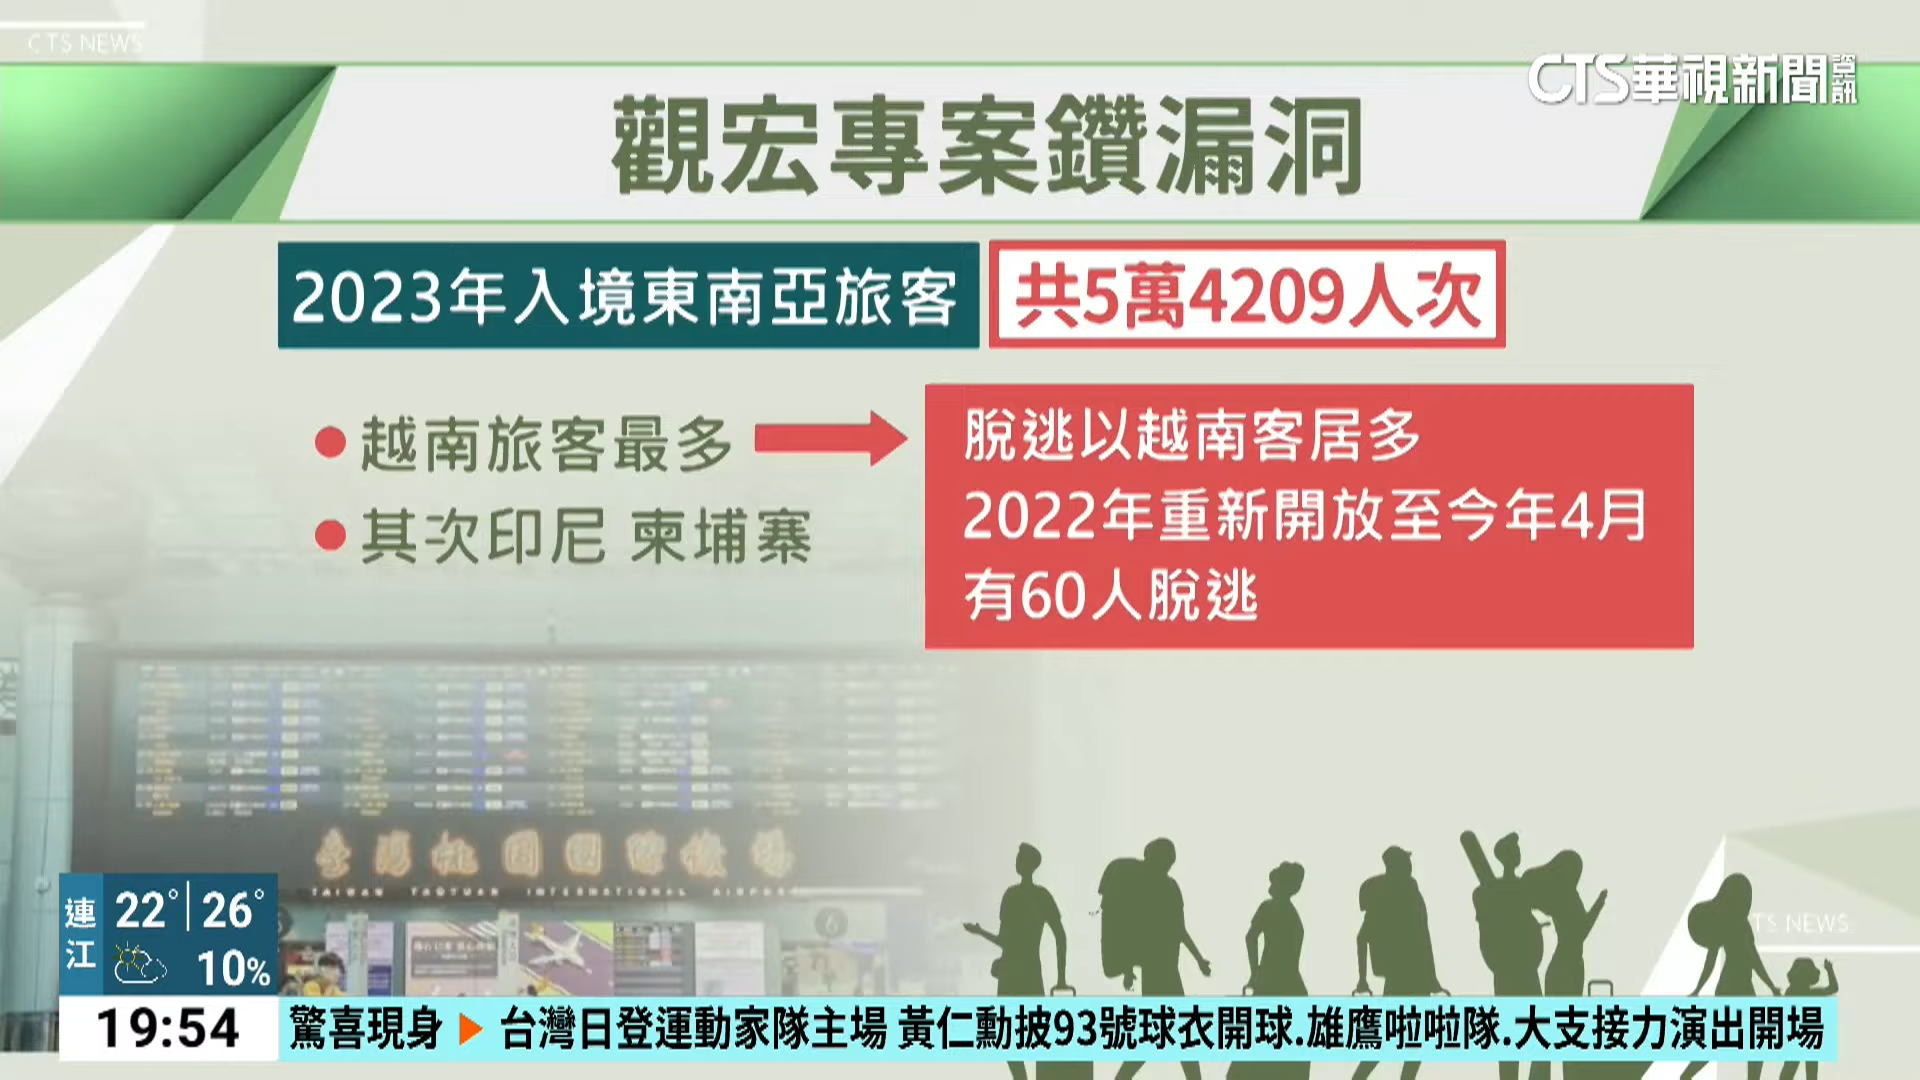 CTS NEWS
CTS華視新聞資訊
觀宏專案鑽漏洞
2023年入境東南亞旅客
共5萬4209人次
越南旅客最多
其次印尼 柬埔寨
脫逃以越南客居多
2022年重新開放至今年4月
有60人脫逃
臺灣桃園國際機場
TAIWAN TAOYUAN INTERNATIONAL AIRPORT
TS NEWS
連江
22° 26°
10%
19:54
驚喜現身 ▶ 台灣日登運動家隊主場 黃仁勳披93號球衣開球.雄鷹啦啦隊.大支接力演出開場